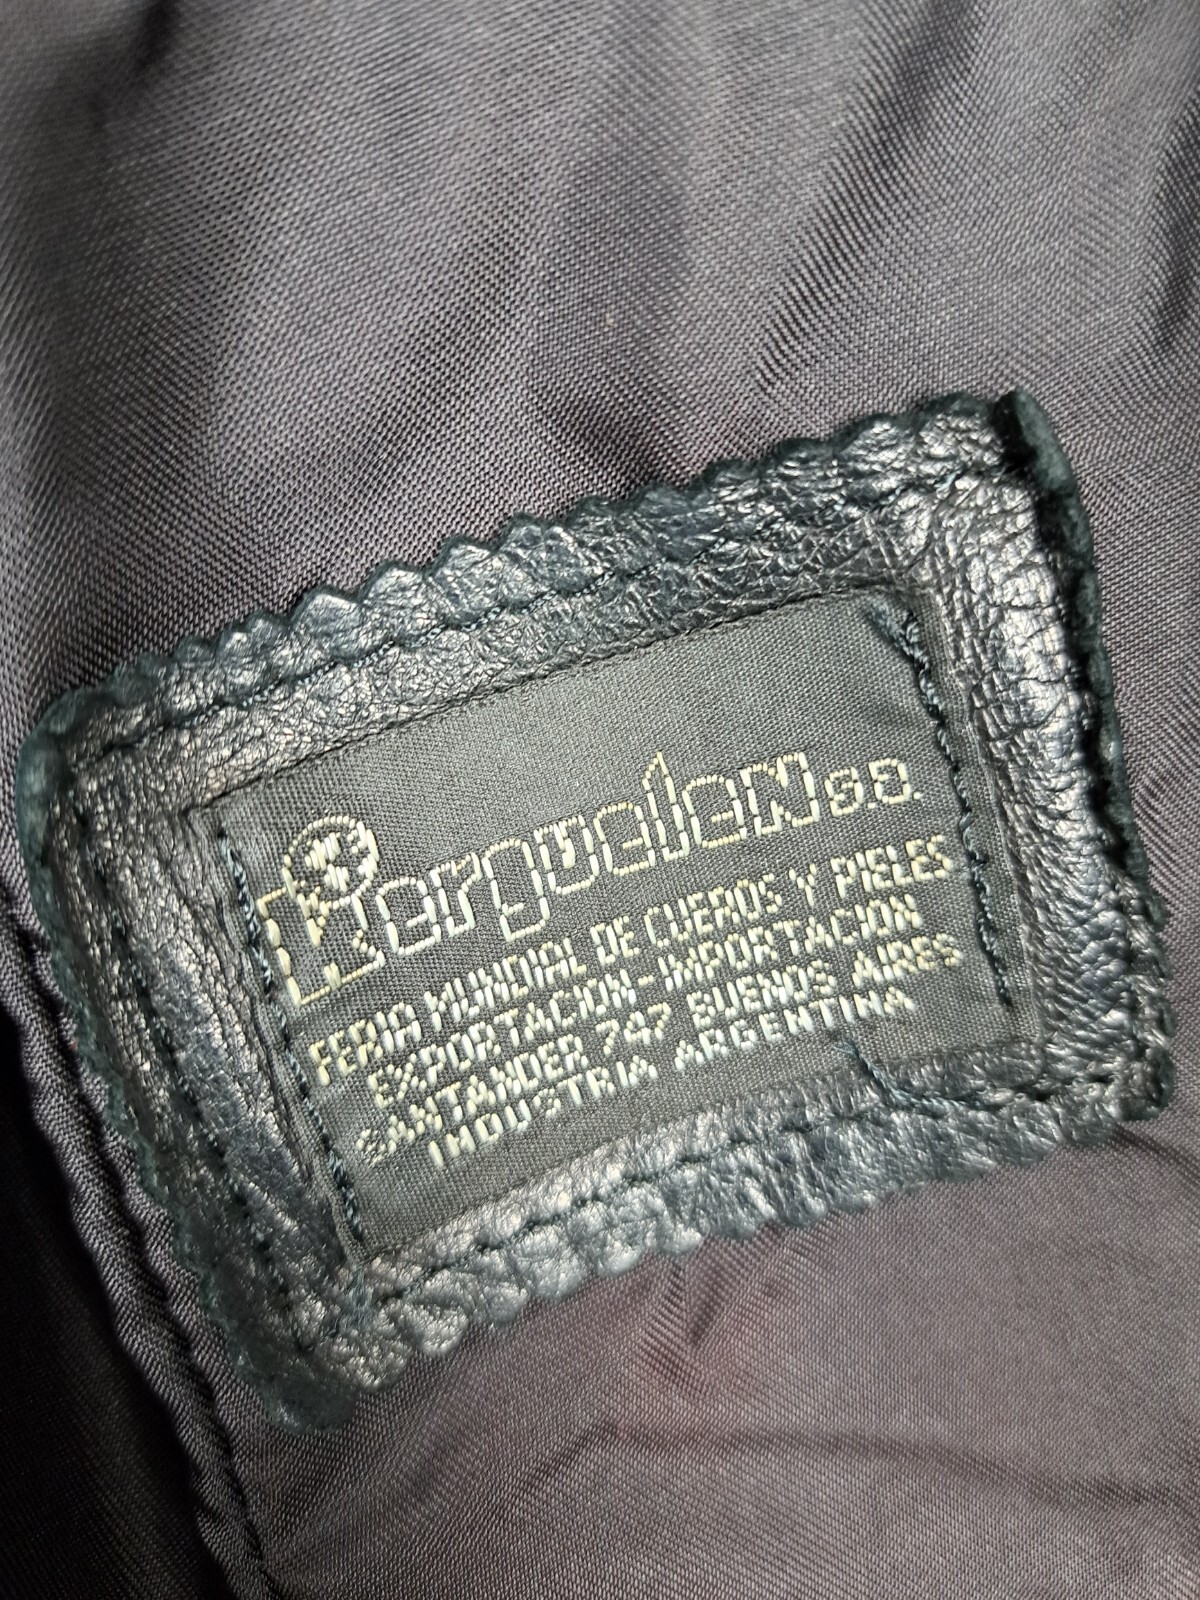 Kerguelen S.A.
FERIA MUNDIAL DE CUEROS Y PIELES
EXPORTACION-IMPORTACION
SANTANDER 747 BUENOS AIRES
INDUSTRIA ARGENTINA